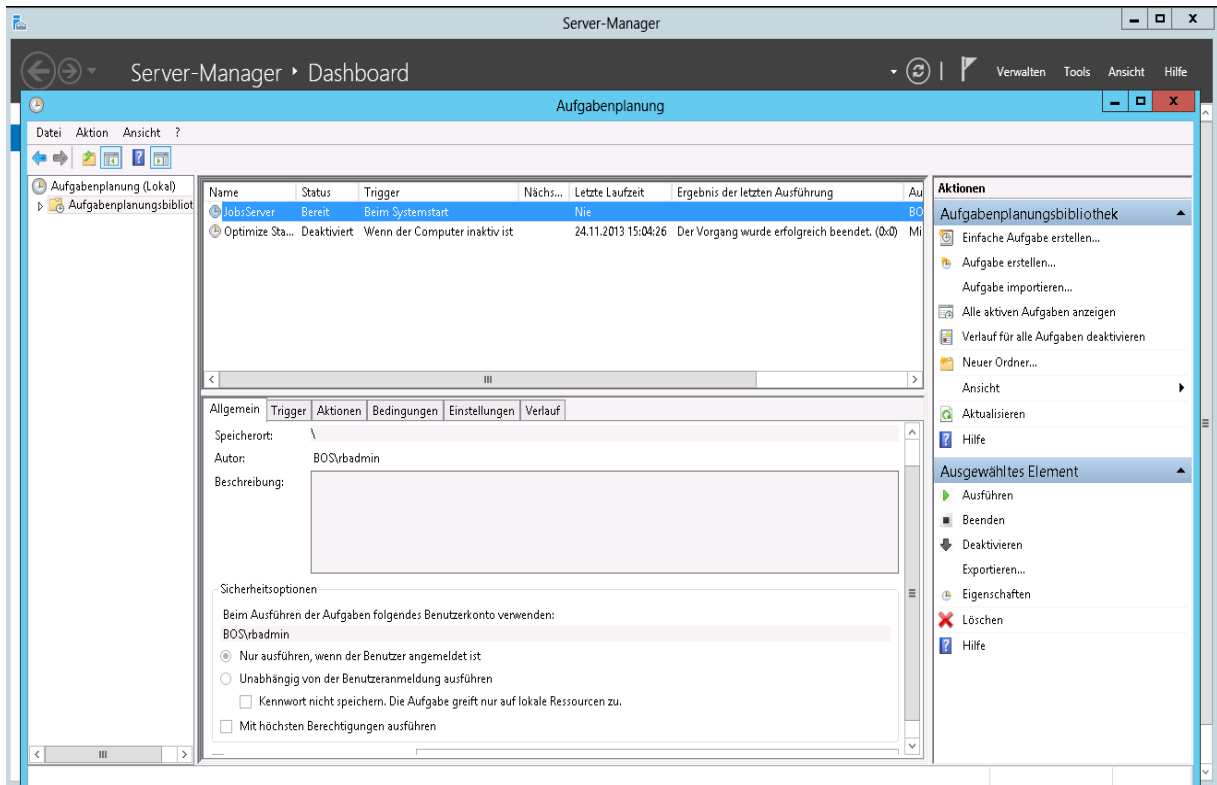 Server-Manager
Server-Manager • Dashboard
Verwalten Tools Ansicht Hilfe
Aufgabenplanung
Datei Aktion Ansicht ?
Aufgabenplanung (Lokal)
Aufgabenplanungsbibliot
Name Status Trigger Nächs... Letzte Laufzeit Ergebnis der letzten Ausführung Au
JobsServer Bereit Beim Systemstart Nie BO
Optimize Sta... Deaktiviert Wenn der Computer inaktiv ist 24.11.2013 15:04:26 Der Vorgang wurde erfolgreich beendet. (0x0) Mi
Allgemein Trigger Aktionen Bedingungen Einstellungen Verlauf
Speicherort: \
Autor: BOS\rbadmin
Beschreibung:
Sicherheitsoptionen
Beim Ausführen der Aufgaben folgendes Benutzerkonto verwenden:
BOS\rbadmin
Nur ausführen, wenn der Benutzer angemeldet ist
Unabhängig von der Benutzeranmeldung ausführen
Kennwort nicht speichern. Die Aufgabe greift nur auf lokale Ressourcen zu.
Mit höchsten Berechtigungen ausführen
Aktionen
Aufgabenplanungsbibliothek
Einfache Aufgabe erstellen...
Aufgabe erstellen...
Aufgabe importieren...
Alle aktiven Aufgaben anzeigen
Verlauf für alle Aufgaben deaktivieren
Neuer Ordner...
Ansicht
Aktualisieren
Hilfe
Ausgewähltes Element
Ausführen
Beenden
Deaktivieren
Exportieren...
Eigenschaften
Löschen
Hilfe